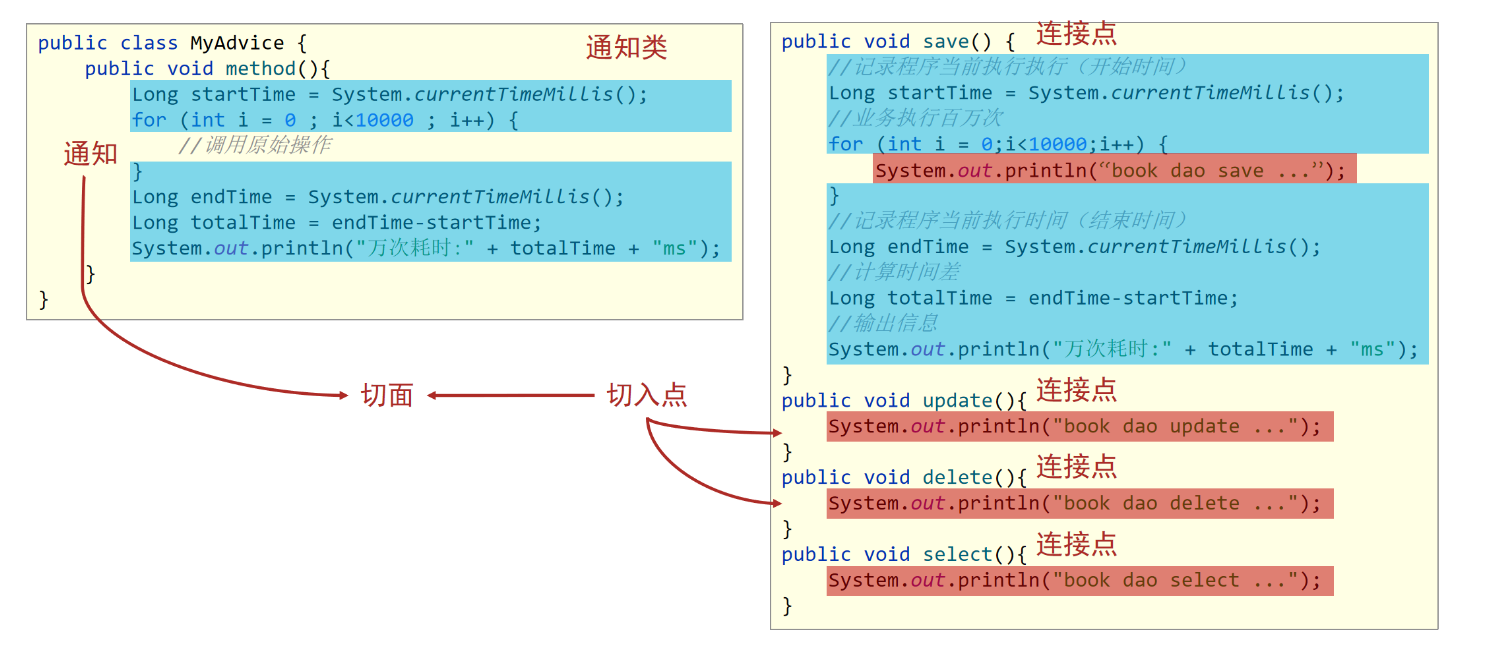 public class MyAdvice {
通知类
public void method(){
Long startTime = System.currentTimeMillis();
for (int i = 0 ; i<10000 ; i++) {
//调用原始操作
通知
}
Long endTime = System.currentTimeMillis();
Long totalTime = endTime-startTime;
System.out.println("万次耗时:" + totalTime + "ms");
}
}
切面
切入点
public void save() {
连接点
//记录程序当前执行执行（开始时间）
Long startTime = System.currentTimeMillis();
//业务执行百万次
for (int i = 0;i<10000;i++) {
System.out.println(“book dao save ...”);
}
//记录程序当前执行时间（结束时间）
Long endTime = System.currentTimeMillis();
//计算时间差
Long totalTime = endTime-startTime;
//输出信息
System.out.println("万次耗时:" + totalTime + "ms");
}
public void update(){
连接点
System.out.println("book dao update ...");
}
public void delete(){
连接点
System.out.println("book dao delete ...");
}
public void select(){
连接点
System.out.println("book dao select ...");
}